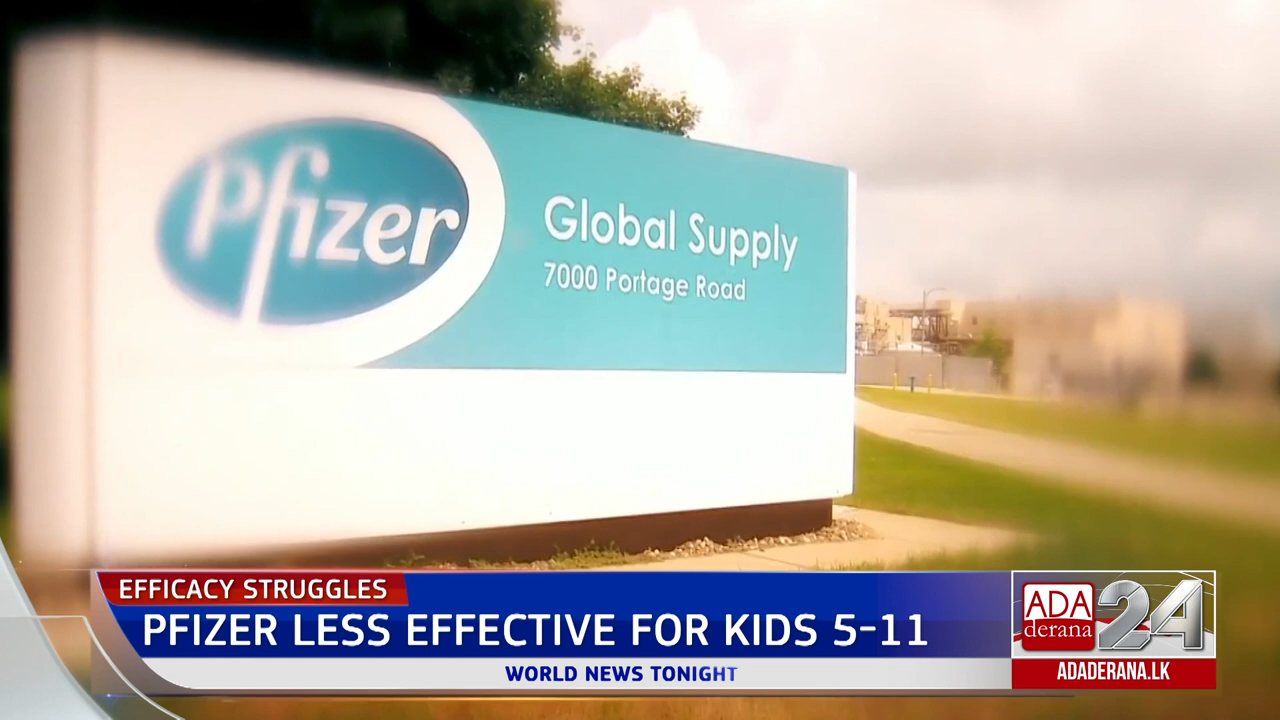 Pfizer
Global Supply
7000 Portage Road
EFFICACY STRUGGLES
PFIZER LESS EFFECTIVE FOR KIDS 5-11
WORLD NEWS TONIGHT
ADA
derana
24
ADADERANA.LK